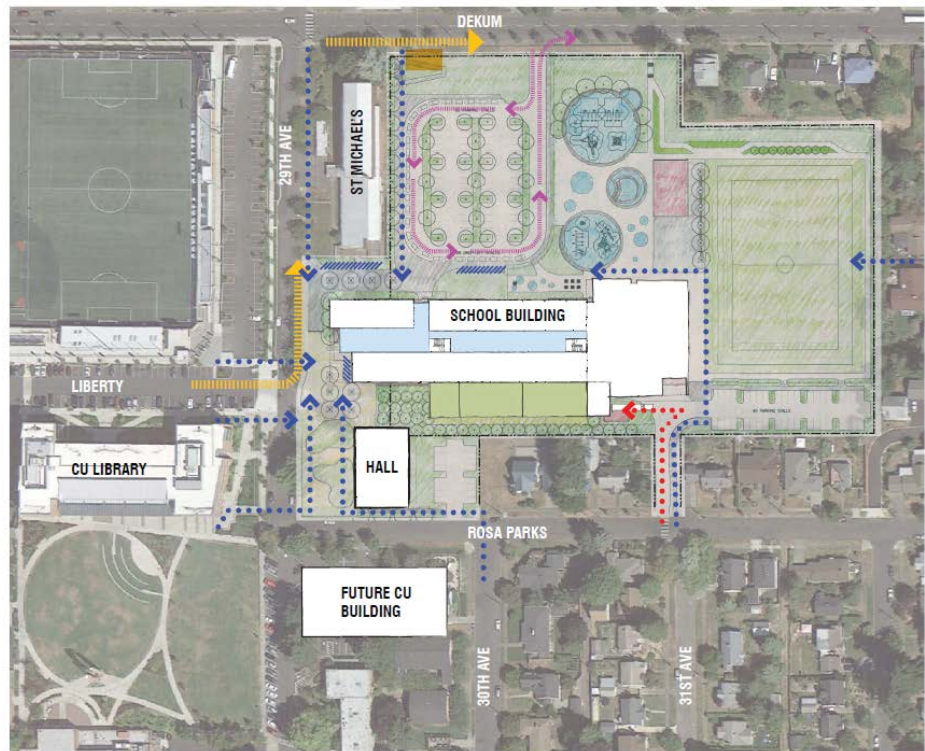 DEKUM
29TH AVE
ST MICHAEL'S
SCHOOL BUILDING
LIBERTY
CU LIBRARY
HALL
ROSA PARKS
FUTURE CU
BUILDING
30TH AVE
31ST AVE